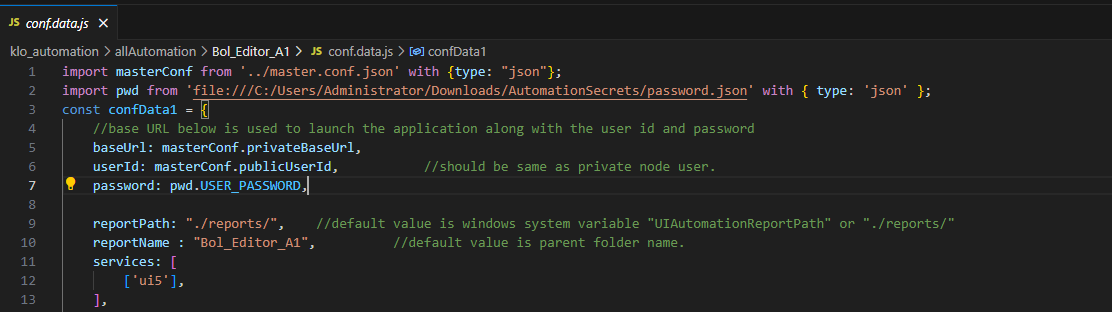 JS conf.data.js ×
klo_automation > allAutomation > Bol_Editor_A1 > JS conf.data.js > confData1
1 import masterConf from '../master.conf.json' with {type: "json"};
2 import pwd from 'file:///C:/Users/Administrator/Downloads/AutomationSecrets/password.json' with { type: 'json' };
3 const confData1 = {
4 //base URL below is used to launch the application along with the user id and password
5 baseUrl: masterConf.privateBaseUrl,
6 userId: masterConf.publicUserId, //should be same as private node user.
7 password: pwd.USER_PASSWORD,
8
9 reportPath: "./reports/", //default value is windows system variable "UIAutomationReportPath" or "./reports/"
10 reportName : "Bol_Editor_A1", //default value is parent folder name.
11 services: [
12 ['ui5'],
13 ],